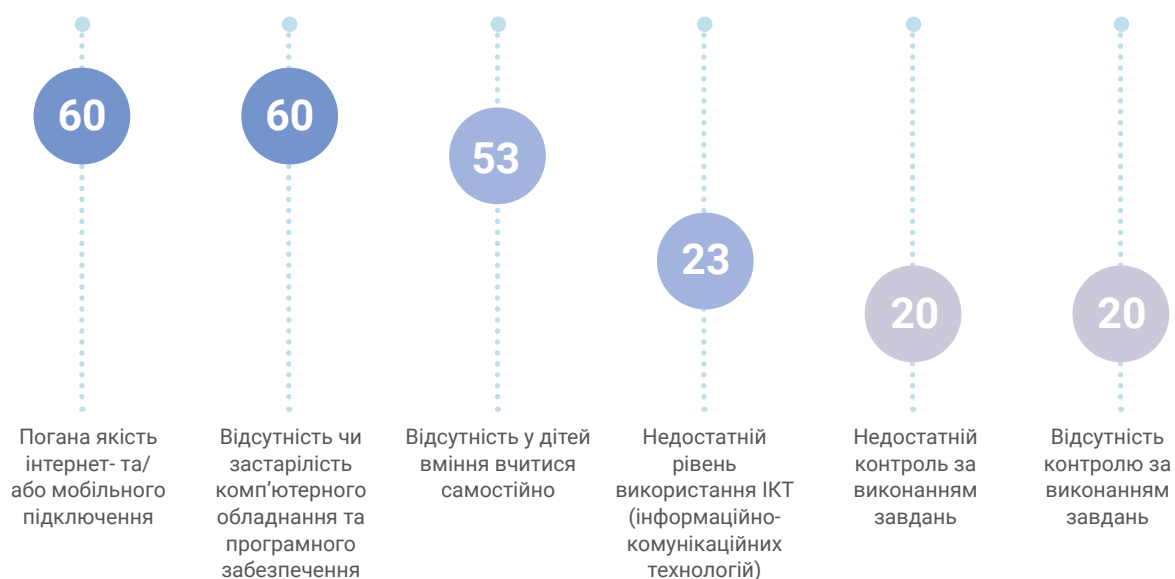 60
60
53
23
20
20
Погана якість
інтернет- та/
або мобільного
підключення
Відсутність чи
застарілість
комп’ютерного
обладнання та
програмного
забезпечення
Відсутність у дітей
вміння вчитися
самостійно
Недостатній
рівень
використання ІКТ
(інформаційно-
комунікаційних
технологій)
Недостатній
контроль за
виконанням
завдань
Відсутність
контролю за
виконанням
завдань